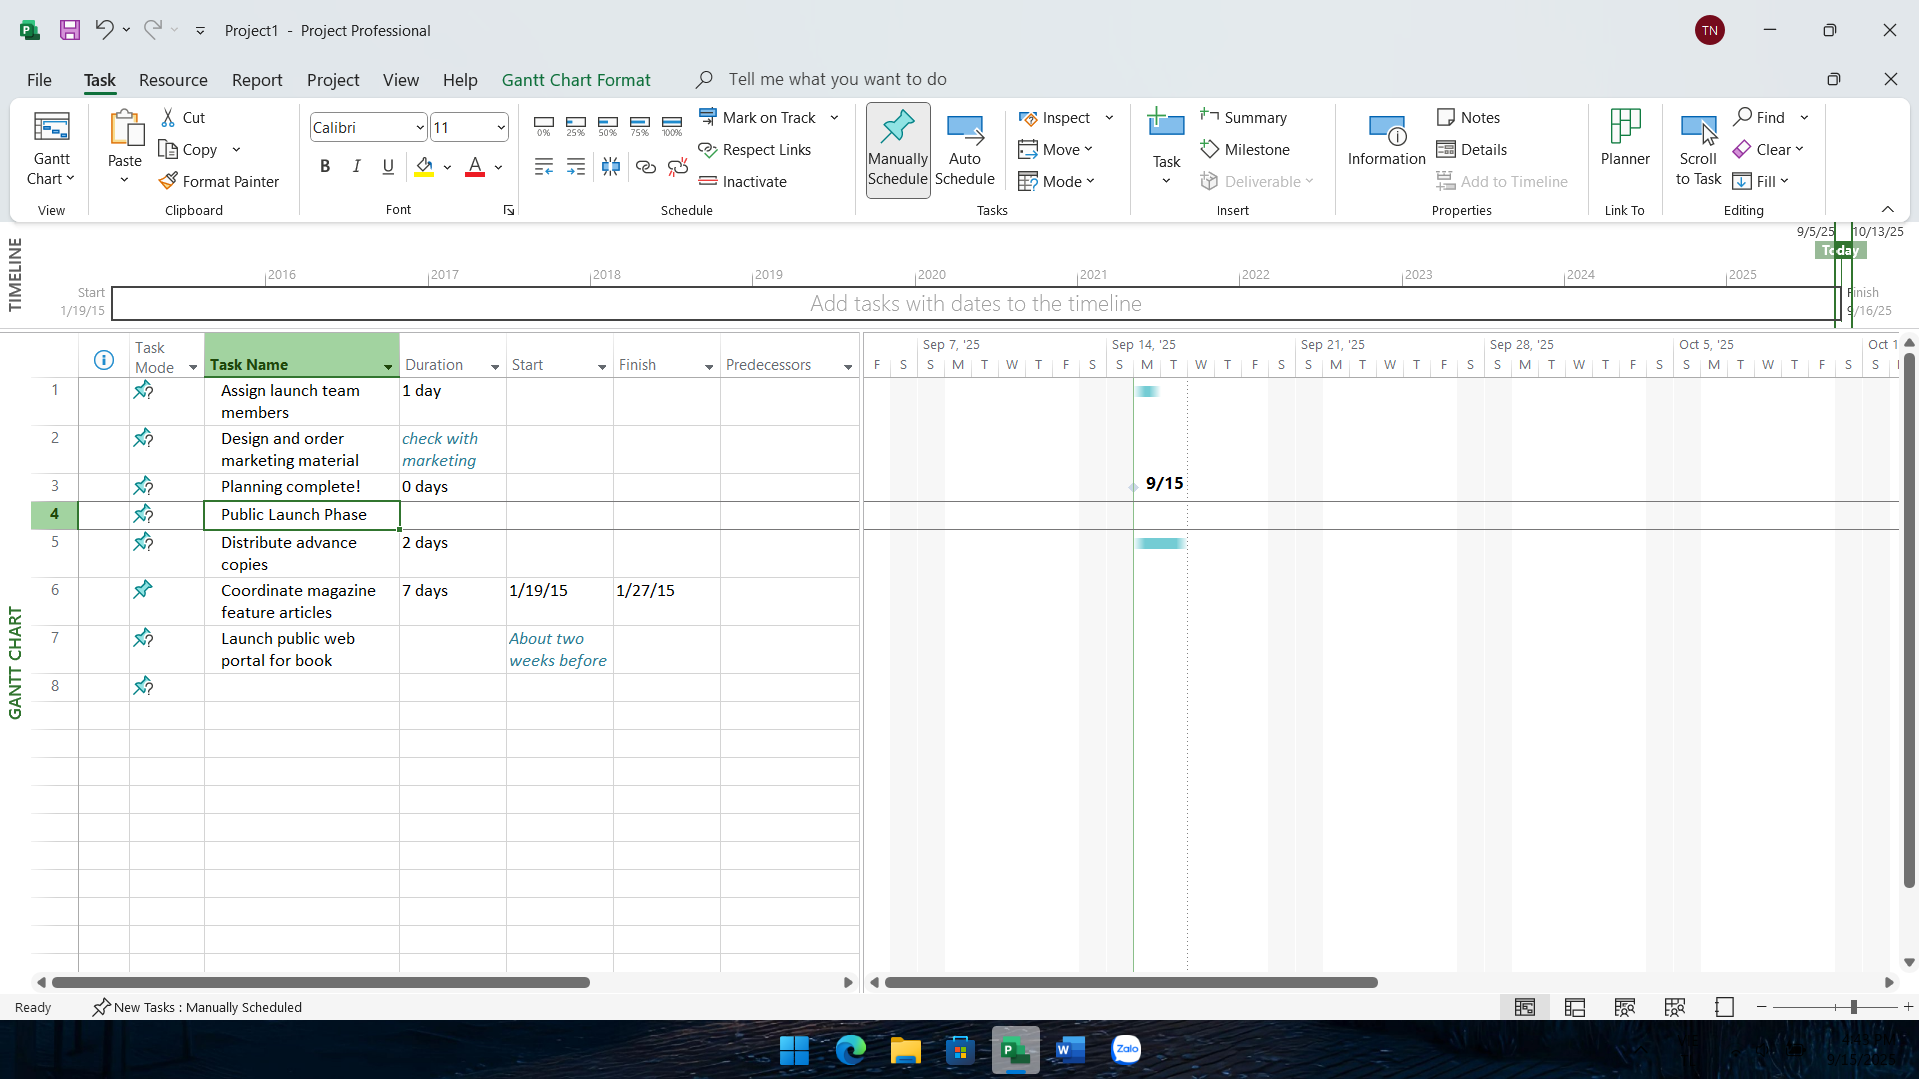 Project1 - Project Professional
TN
File Task Resource Report Project View Help Gantt Chart Format Tell me what you want to do
Gantt Chart
View
Paste
Cut
Copy
Format Painter
Clipboard
Calibri 11
B I U A
Font
0% 25% 50% 75% 100%
Mark on Track
Respect Links
Inactivate
Schedule
Manually Schedule
Auto Schedule
Inspect
Move
Mode
Tasks
Task
Summary
Milestone
Deliverable
Insert
Information
Notes
Details
Add to Timeline
Properties
Planner
Link To
Scroll to Task
Find
Clear
Fill
Editing
TIMELINE
9/5/25 10/13/25
Today
2016 2017 2018 2019 2020 2021 2022 2023 2024 2025
Start
1/19/15
Add tasks with dates to the timeline
Finish
9/16/25
GANTT CHART
Task Mode Task Name Duration Start Finish Predecessors
Sep 7, '25 Sep 14, '25 Sep 21, '25 Sep 28, '25 Oct 5, '25 Oct 1
F S S M T W T F S S M T W T F S S M T W T F S S M T W T F S S M T W T F S S
1 Assign launch team members 1 day
2 Design and order marketing material check with marketing
3 Planning complete! 0 days 9/15
4 Public Launch Phase
5 Distribute advance copies 2 days
6 Coordinate magazine feature articles 7 days 1/19/15 1/27/15
7 Launch public web portal for book About two weeks before
8
Ready New Tasks : Manually Scheduled
Zalo